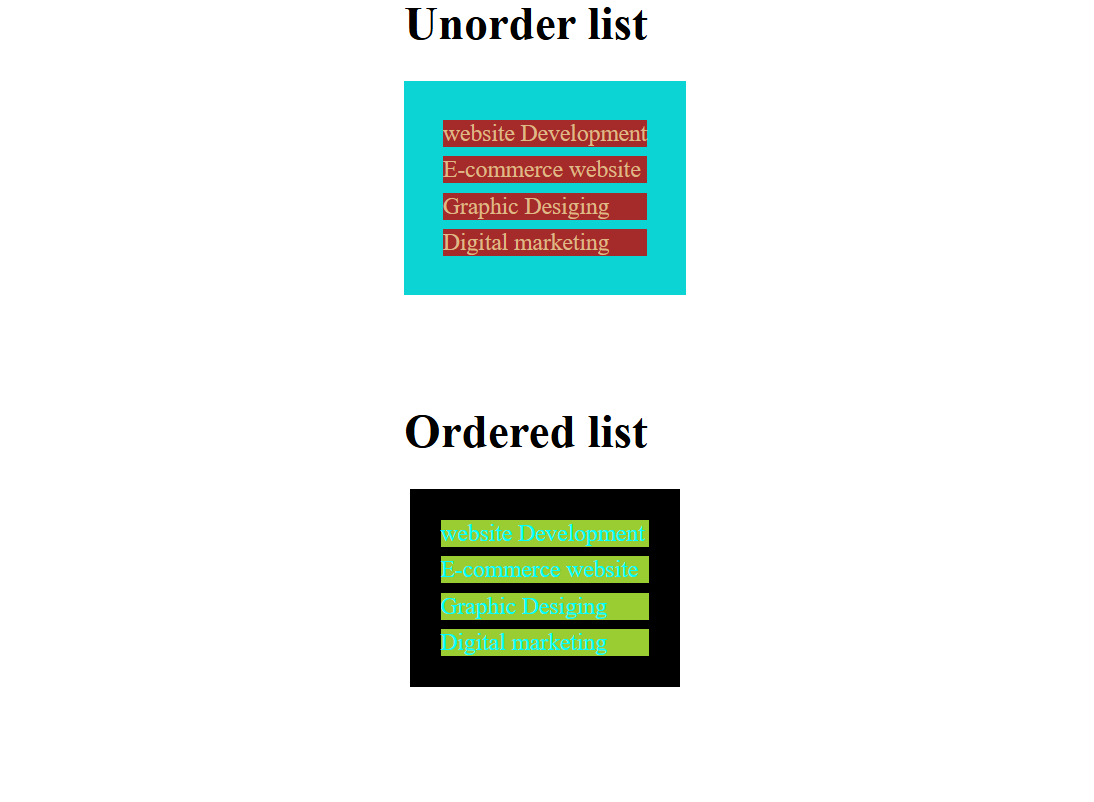 Unorder list
website Development
E-commerce website
Graphic Desiging
Digital marketing
Ordered list
website Development
E-commerce website
Graphic Desiging
Digital marketing